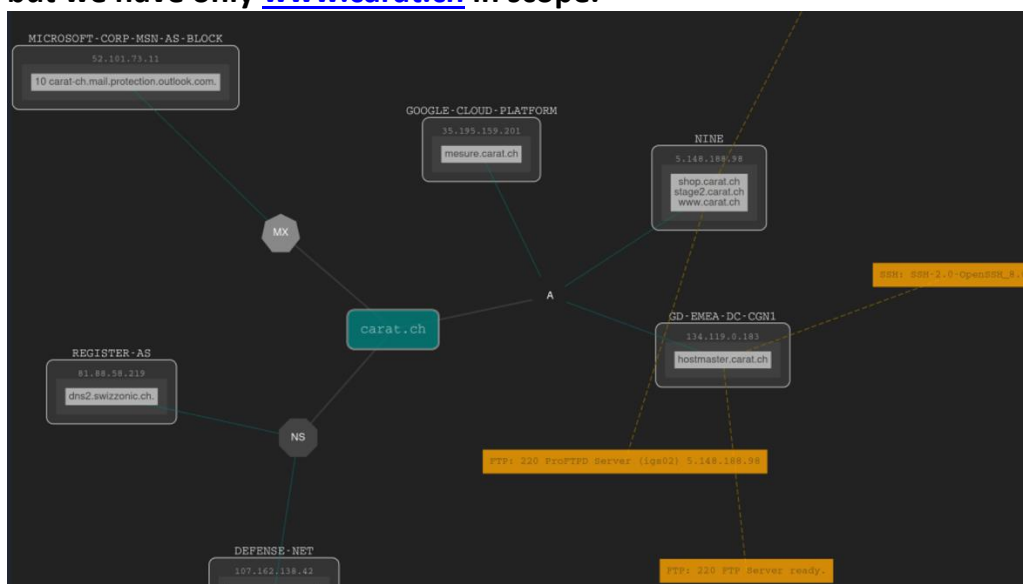 but we have only www.carat.ch in scope.
MICROSOFT-CORP-MSN-AS-BLOCK
52.101.73.11
10 carat-ch.mail.protection.outlook.com.
GOOGLE-CLOUD-PLATFORM
35.195.159.201
mesure.carat.ch
NINE
5.148.188.98
shop.carat.ch
stage2.carat.ch
www.carat.ch
MX
SSH: SSH-2.0-OpenSSH_8.
A
carat.ch
GD-EMEA-DC-CGN1
134.119.0.183
hostmaster.carat.ch
REGISTER-AS
81.88.58.219
dns2.swizzonic.ch.
NS
FTP: 220 ProFTPD Server (igs02) 5.148.188.98
DEFENSE-NET
107.162.138.42
FTP: 220 FTP Server ready.